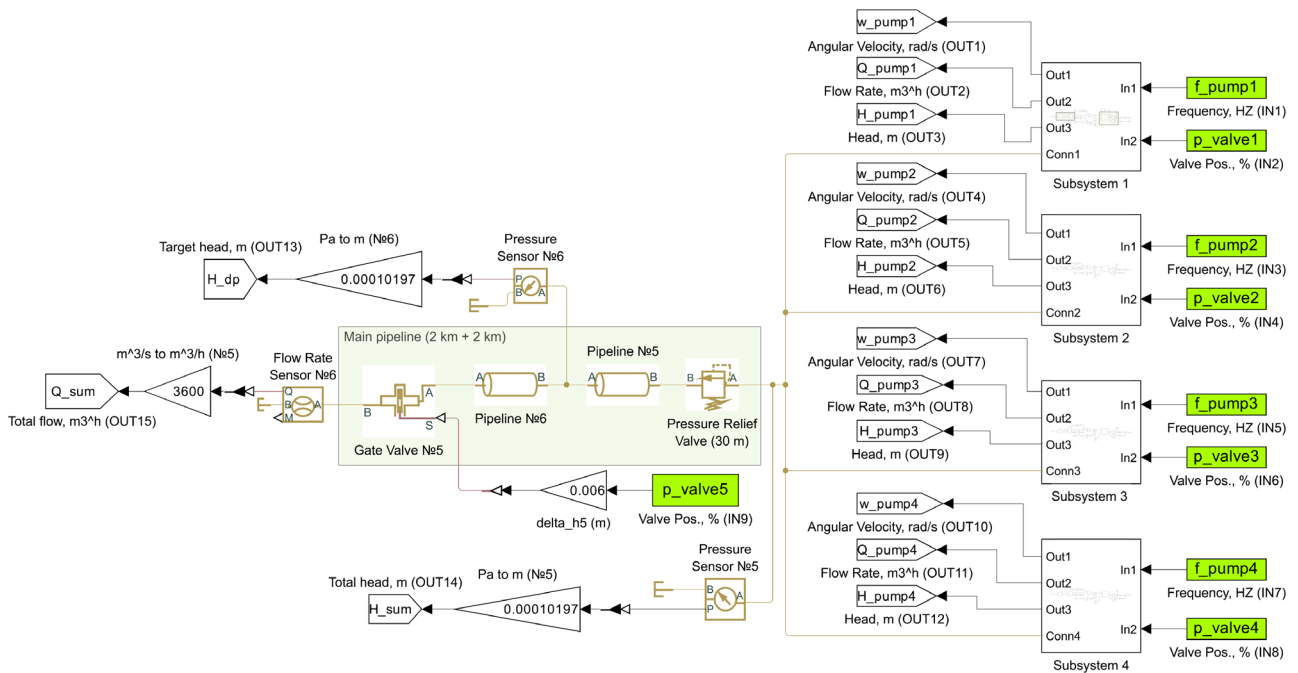 w_pump1
Angular Velocity, rad/s (OUT1)
Q_pump1
Flow Rate, m3^h (OUT2)
H_pump1
Head, m (OUT3)
Out1
Out2
Out3
Conn1
In1
In2
Subsystem 1
f_pump1
Frequency, HZ (IN1)
p_valve1
Valve Pos., % (IN2)
w_pump2
Angular Velocity, rad/s (OUT4)
Q_pump2
Flow Rate, m3^h (OUT5)
H_pump2
Head, m (OUT6)
Out1
Out2
Out3
Conn2
In1
In2
Subsystem 2
f_pump2
Frequency, HZ (IN3)
p_valve2
Valve Pos., % (IN4)
Target head, m (OUT13)
H_dp
Pa to m (№6)
0.00010197
Pressure
Sensor №6
P
B
A
Main pipeline (2 km + 2 km)
m^3/s to m^3/h (№5)
Q_sum
3600
Total flow, m3^h (OUT15)
Flow Rate
Sensor №6
Q
B
M
A
B
A
S
Gate Valve №5
A
B
Pipeline №6
Pipeline №5
A
B
B
A
Pressure Relief
Valve (30 m)
0.006
delta_h5 (m)
p_valve5
Valve Pos., % (IN9)
w_pump3
Angular Velocity, rad/s (OUT7)
Q_pump3
Flow Rate, m3^h (OUT8)
H_pump3
Head, m (OUT9)
Out1
Out2
Out3
Conn3
In1
In2
Subsystem 3
f_pump3
Frequency, HZ (IN5)
p_valve3
Valve Pos., % (IN6)
Total head, m (OUT14)
H_sum
Pa to m (№5)
0.00010197
Pressure
Sensor №5
B
P
A
w_pump4
Angular Velocity, rad/s (OUT10)
Q_pump4
Flow Rate, m3^h (OUT11)
H_pump4
Head, m (OUT12)
Out1
Out2
Out3
Conn4
In1
In2
Subsystem 4
f_pump4
Frequency, HZ (IN7)
p_valve4
Valve Pos., % (IN8)